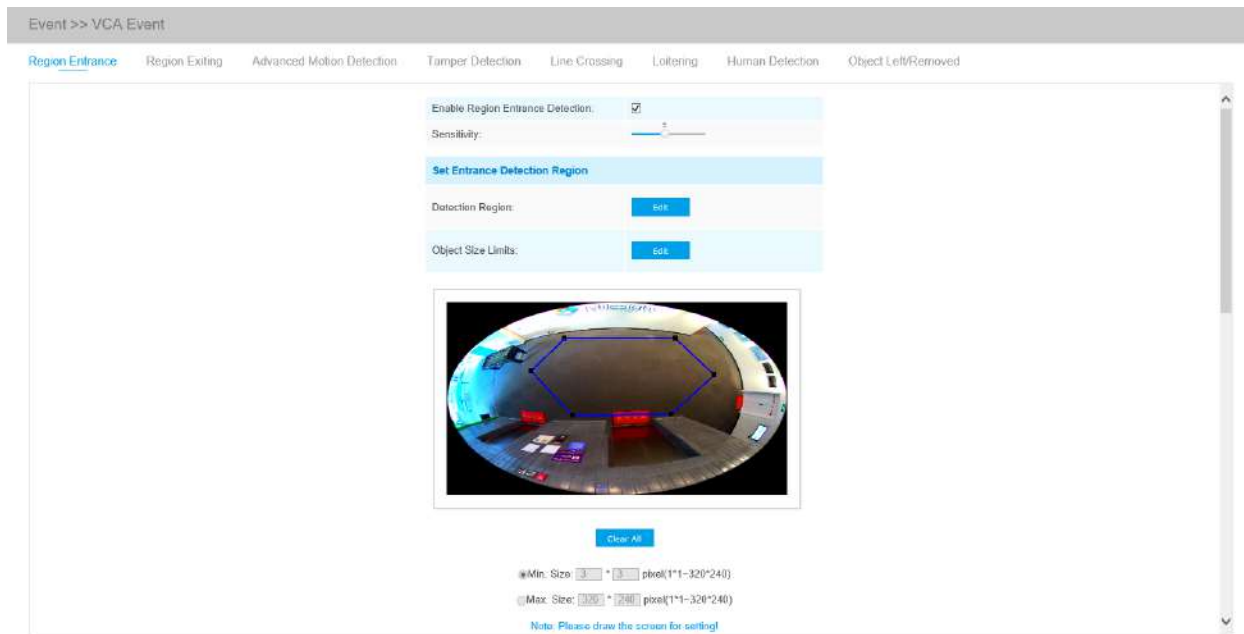 Event >> VCA Event
Region Entrance Region Exiting Advanced Motion Detection Tamper Detection Line Crossing Loitering Human Detection Object Left/Removed
Enable Region Entrance Detection:
Sensitivity:
Set Entrance Detection Region
Detection Region: Edit
Object Size Limits: Edit
Clear All
Min. Size: 3 * 3 pixel(1*1~320*240)
Max. Size: 320 * 240 pixel(1*1~320*240)
Note: Please draw the screen for setting!